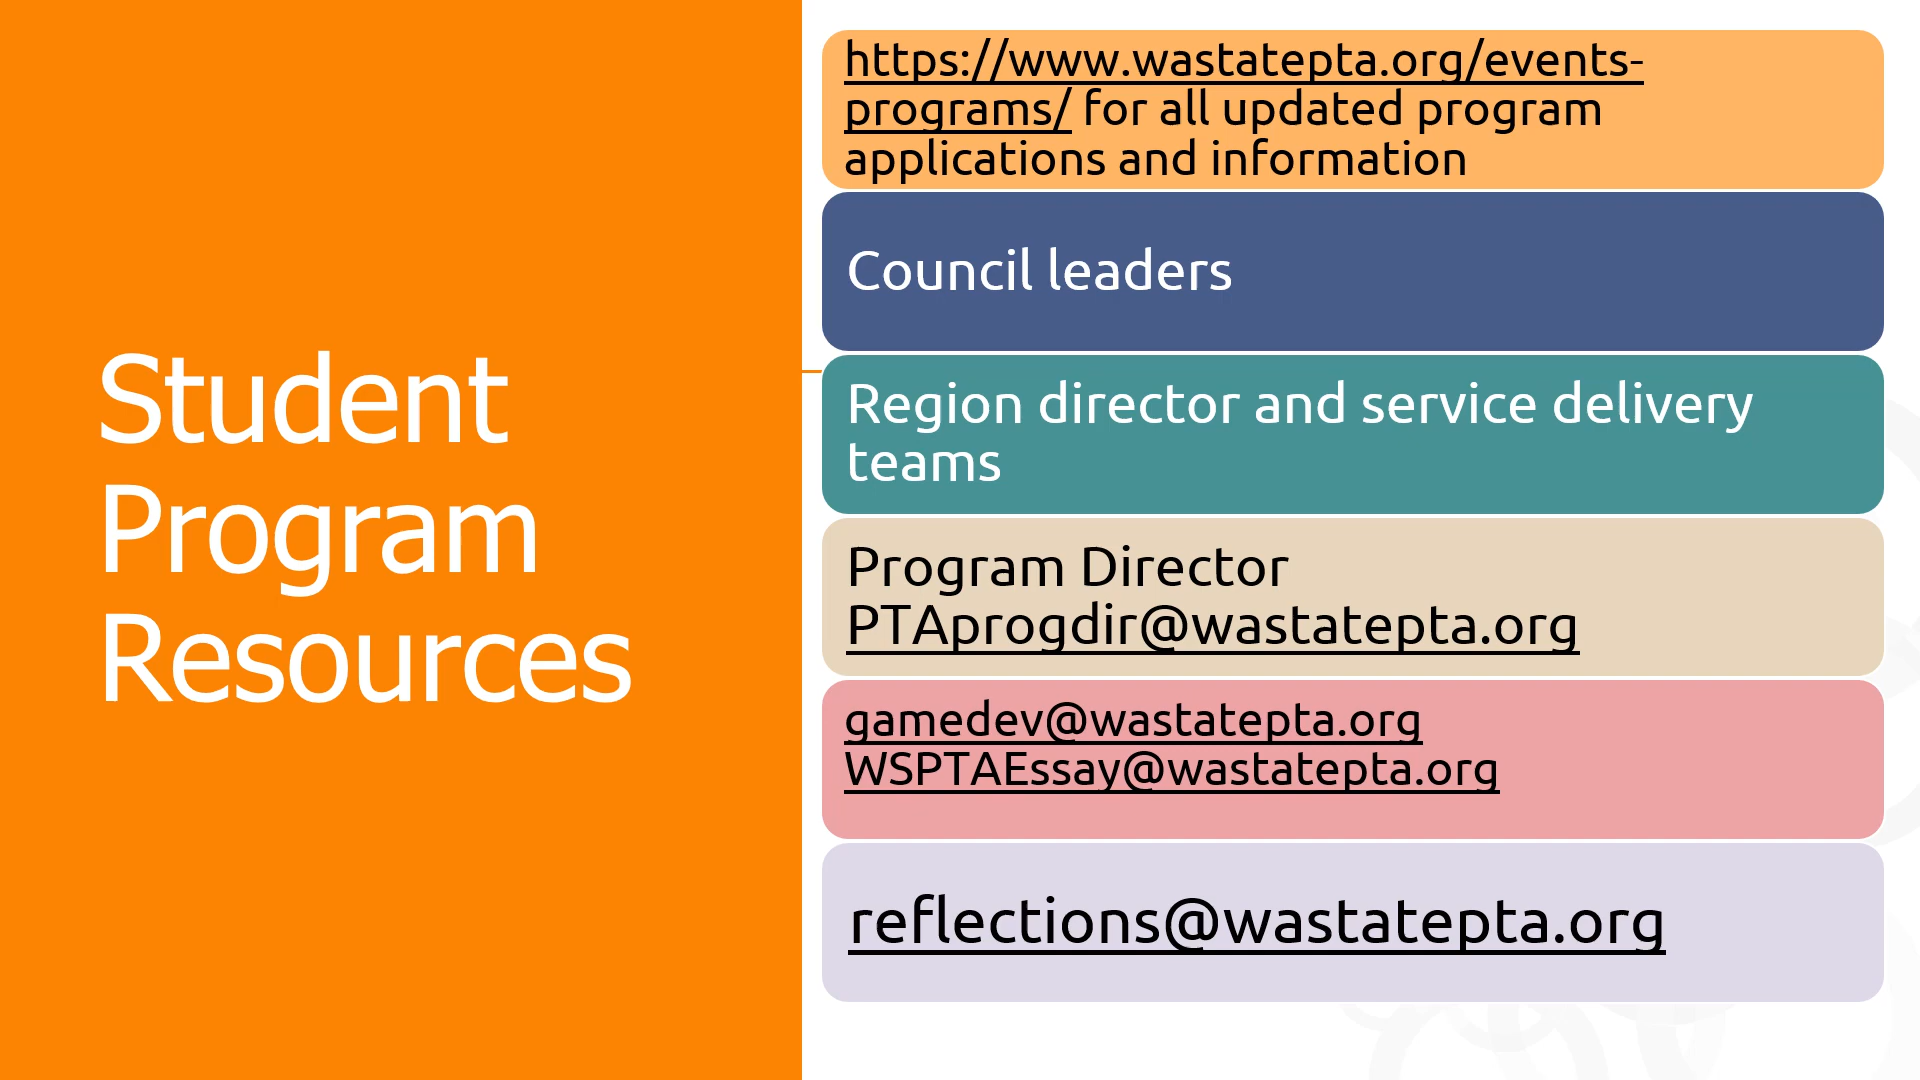 Student
Program
Resources
https://www.wastatepta.org/events-
programs/ for all updated program
applications and information
Council leaders
Region director and service delivery
teams
Program Director
PTAprogdir@wastatepta.org
gamedev@wastatepta.org
WSPTAEssay@wastatepta.org
reflections@wastatepta.org